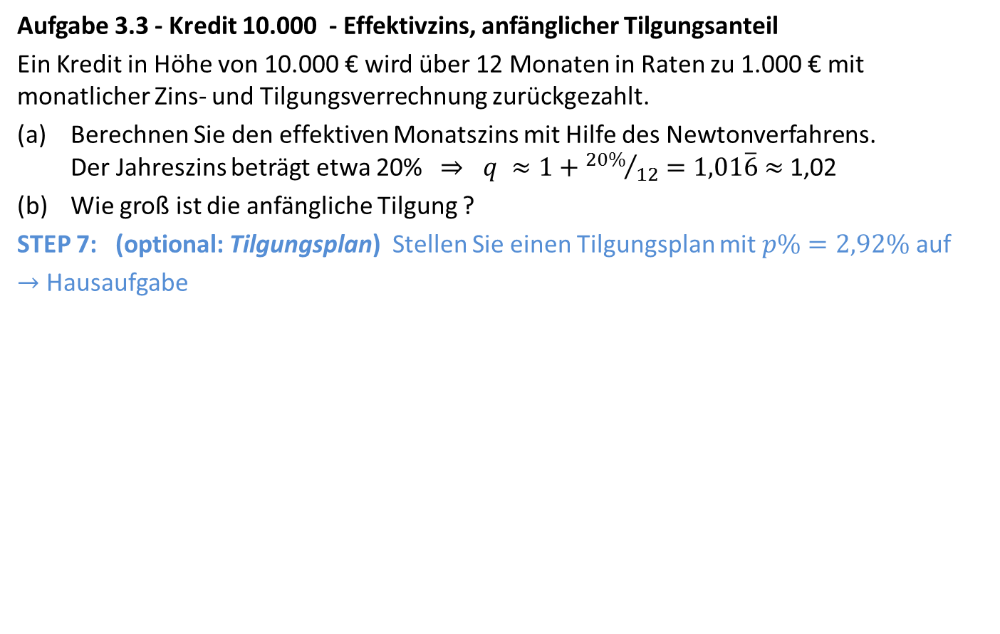 Aufgabe 3.3 - Kredit 10.000 - Effektivzins, anfänglicher Tilgungsanteil
Ein Kredit in Höhe von 10.000 € wird über 12 Monaten in Raten zu 1.000 € mit
monatlicher Zins- und Tilgungsverrechnung zurückgezahlt.
(a) Berechnen Sie den effektiven Monatszins mit Hilfe des Newtonverfahrens.
Der Jahreszins beträgt etwa 20% ⇒ q ≈ 1 + 20%/12 = 1,016̅ ≈ 1,02
(b) Wie groß ist die anfängliche Tilgung ?
STEP 7: (optional: Tilgungsplan) Stellen Sie einen Tilgungsplan mit p% = 2,92% auf
→ Hausaufgabe